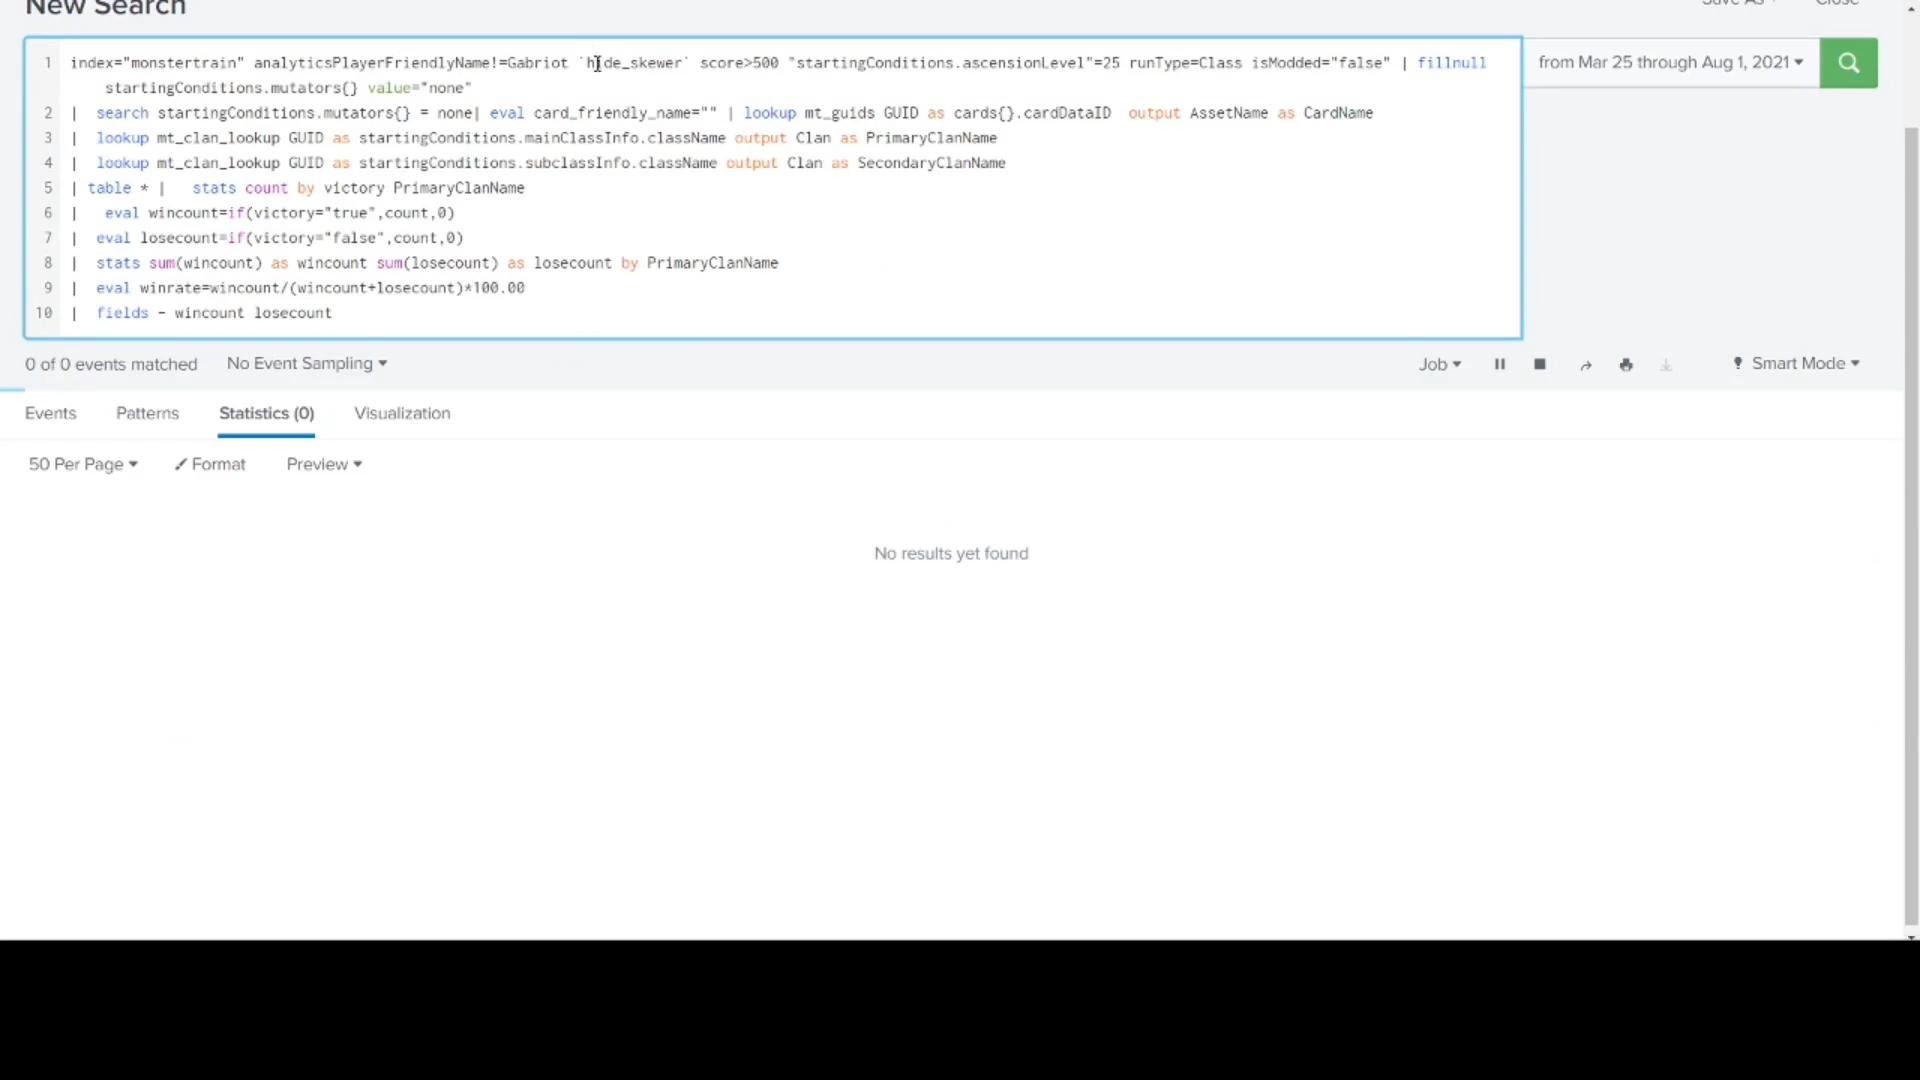 New Search
Save As Close
1 index="monstertrain" analyticsPlayerFriendlyName!=Gabriot `hide_skewer` score>500 "startingConditions.ascensionLevel"=25 runType=Class isModded="false" | fillnull
startingConditions.mutators{} value="none"
2 | search startingConditions.mutators{} = none| eval card_friendly_name="" | lookup mt_guids GUID as cards{}.cardDataID output AssetName as CardName
3 | lookup mt_clan_lookup GUID as startingConditions.mainClassInfo.className output Clan as PrimaryClanName
4 | lookup mt_clan_lookup GUID as startingConditions.subclassInfo.className output Clan as SecondaryClanName
5 | table * | stats count by victory PrimaryClanName
6 | eval wincount=if(victory="true",count,0)
7 | eval losecount=if(victory="false",count,0)
8 | stats sum(wincount) as wincount sum(losecount) as losecount by PrimaryClanName
9 | eval winrate=wincount/(wincount+losecount)*100.00
10 | fields - wincount losecount
from Mar 25 through Aug 1, 2021
0 of 0 events matched No Event Sampling Job Smart Mode
Events Patterns Statistics (0) Visualization
50 Per Page Format Preview
No results yet found